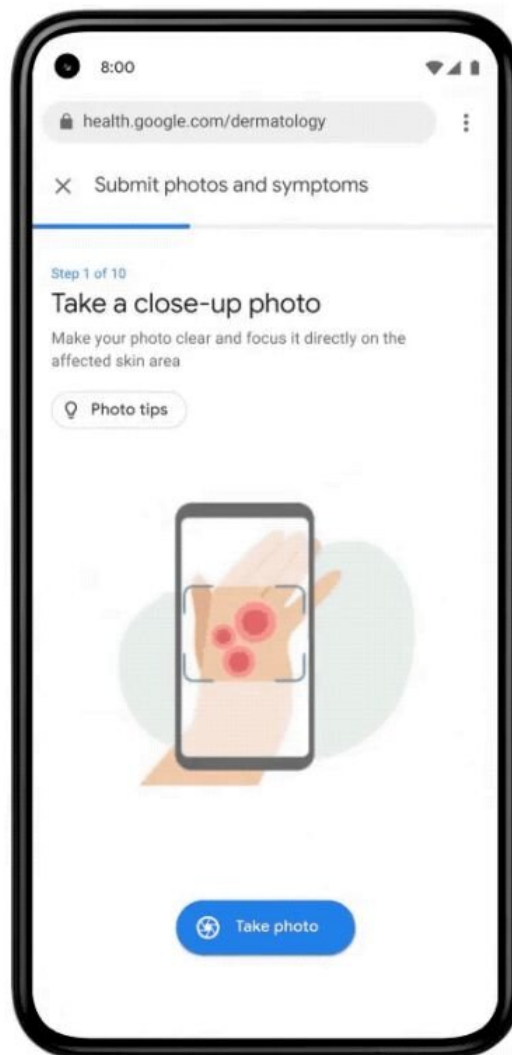 8:00
health.google.com/dermatology
Submit photos and symptoms
Step 1 of 10
Take a close-up photo
Make your photo clear and focus it directly on the
affected skin area
Photo tips
Take photo